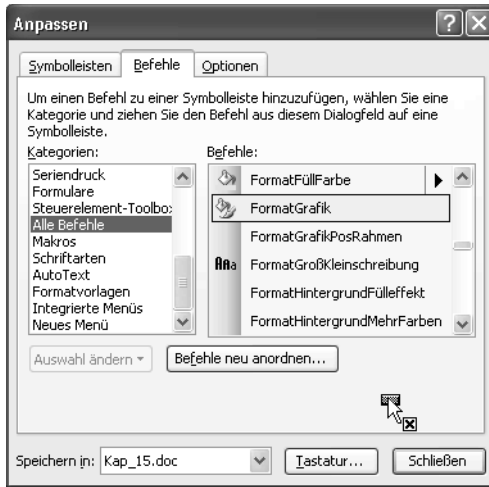 Anpassen
Symbolleisten Befehle Optionen
Um einen Befehl zu einer Symbolleiste hinzuzufügen, wählen Sie eine
Kategorie und ziehen Sie den Befehl aus diesem Dialogfeld auf eine
Symbolleiste.
Kategorien: Befehle:
Seriendruck
Formulare
Steuerelement-Toolbo
Alle Befehle
Makros
Schriftarten
AutoText
Formatvorlagen
Integrierte Menüs
Neues Menü
FormatFüllFarbe
FormatGrafik
FormatGrafikPosRahmen
AAa FormatGroßKleinschreibung
FormatHintergrundFülleffekt
FormatHintergrundMehrFarben
Auswahl ändern Befehle neu anordnen...
Speichern in: Kap_15.doc Tastatur... Schließen